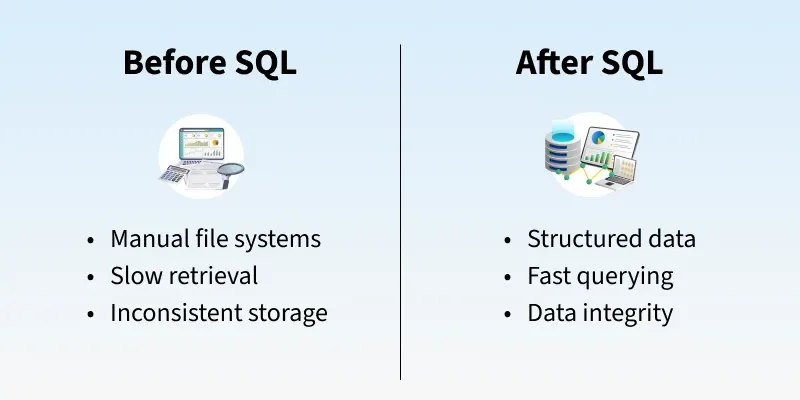 Before SQL
• Manual file systems
• Slow retrieval
• Inconsistent storage
After SQL
• Structured data
• Fast querying
• Data integrity